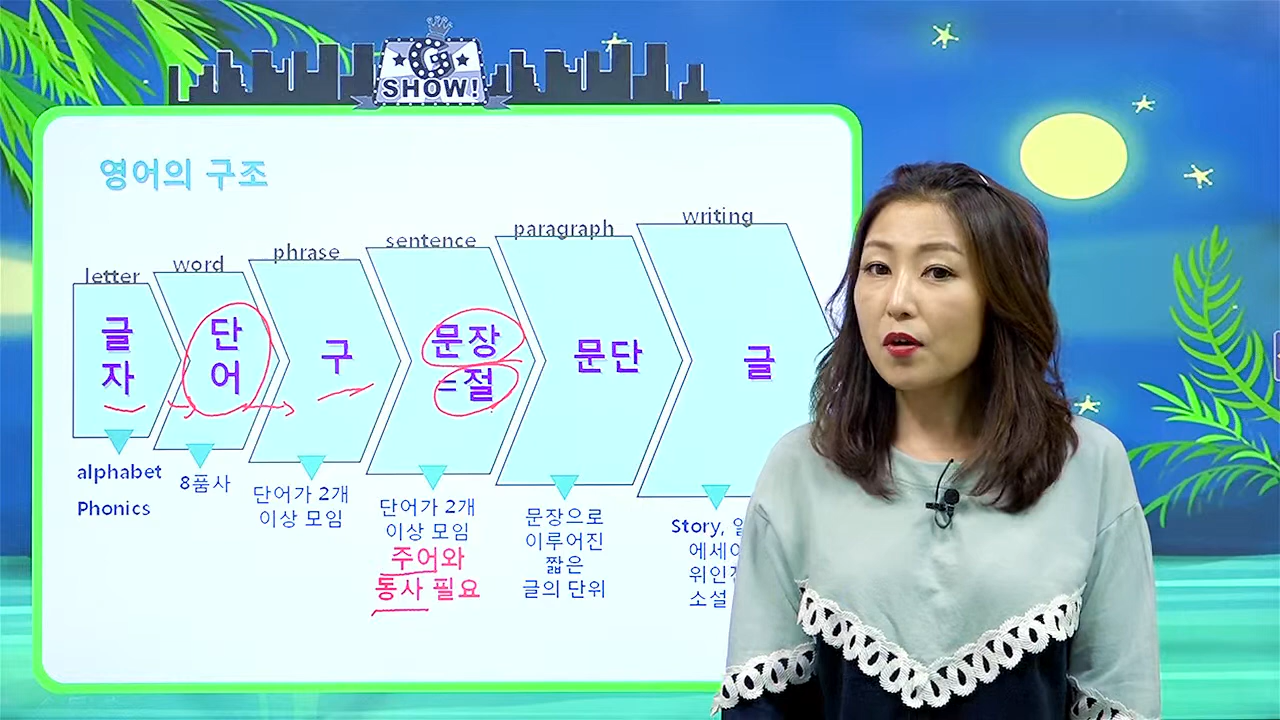 G
SHOW!
영어의 구조
letter
word
phrase
sentence
paragraph
writing
글
자
단
어
구
문장
=절
문단
글
alphabet
Phonics
8품사
단어가 2개
이상 모임
단어가 2개
이상 모임
주어와
동사 필요
문장으로
이루어진
짧은
글의 단위
Story,
에세이
위인전
소설